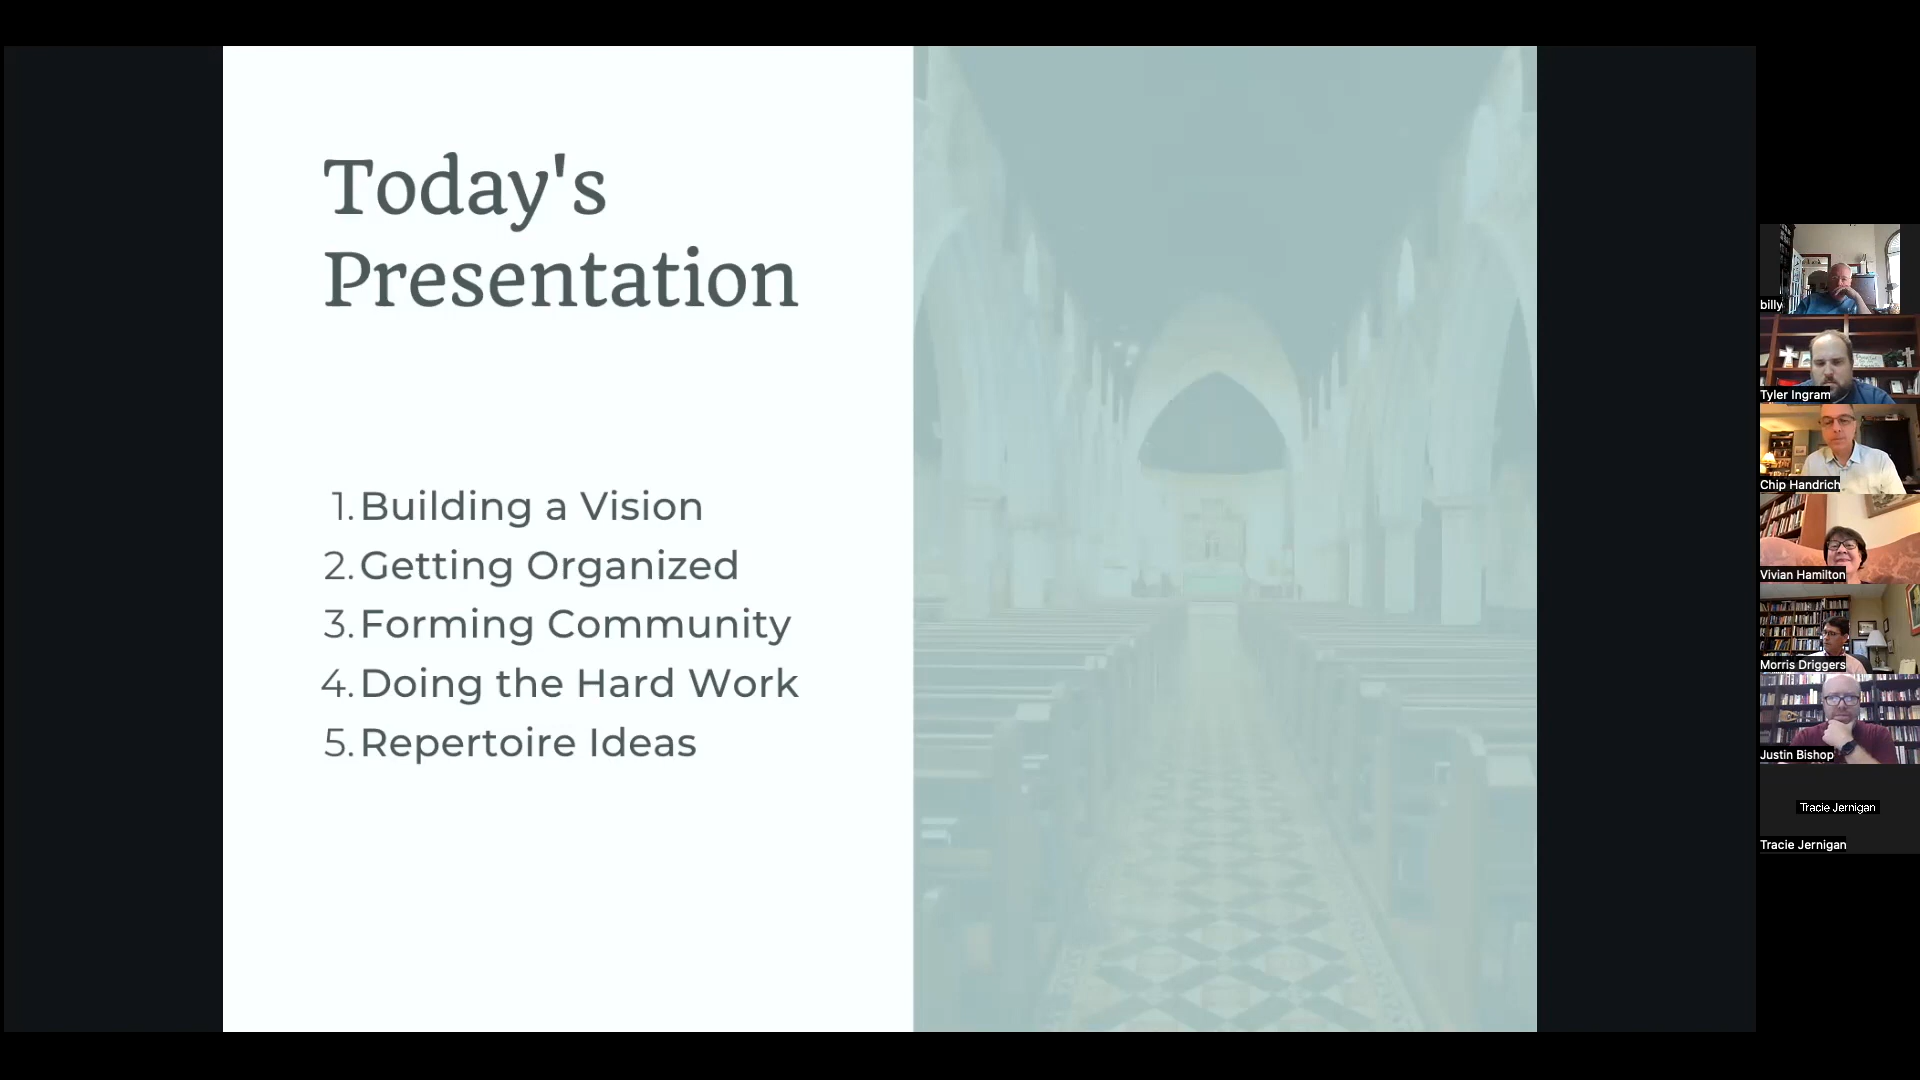 Today's
Presentation
1. Building a Vision
2. Getting Organized
3. Forming Community
4. Doing the Hard Work
5. Repertoire Ideas
billy
Tyler Ingram
Chip Handrich
Vivian Hamilton
Morris Driggers
Justin Bishop
Tracie Jernigan
Tracie Jernigan